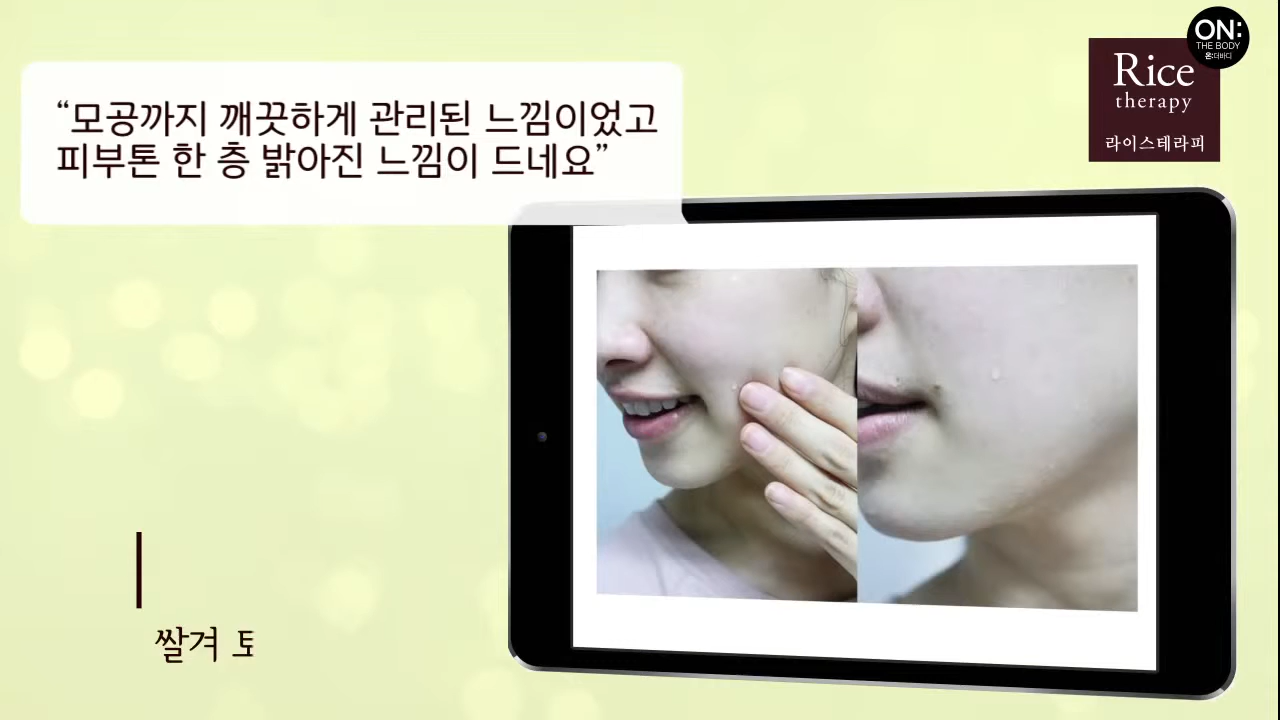 “모공까지 깨끗하게 관리된 느낌이었고
피부톤 한 층 밝아진 느낌이 드네요”
ON:
THE BODY
온:더바디
Rice
therapy
라이스테라피
쌀겨